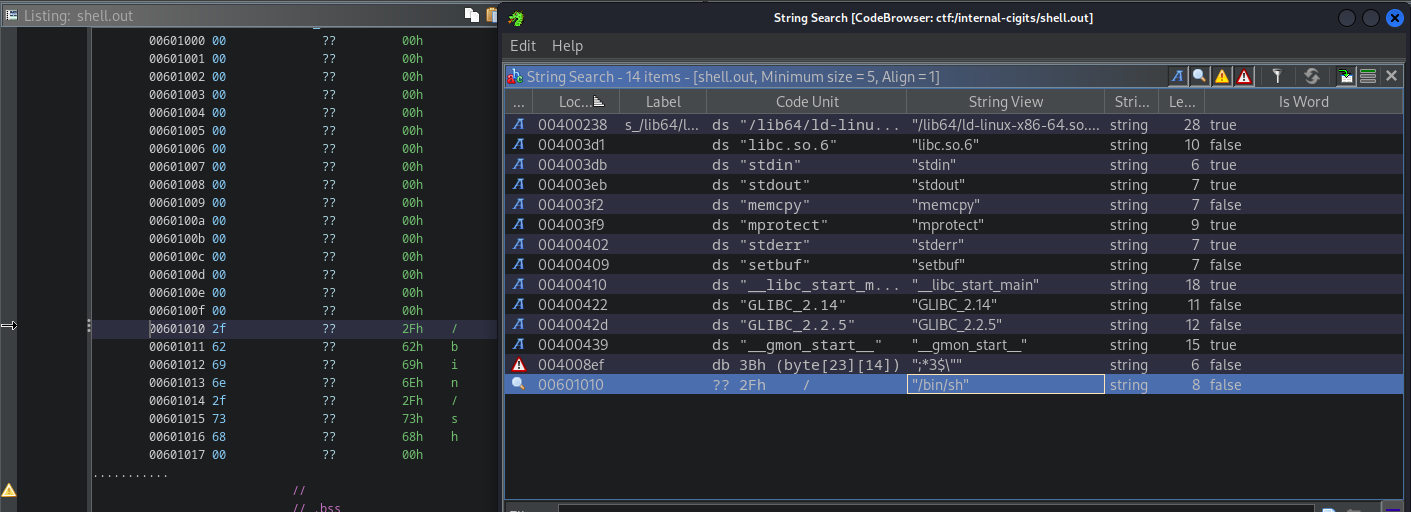 Listing: shell.out
00601000 00 ?? 00h
00601001 00 ?? 00h
00601002 00 ?? 00h
00601003 00 ?? 00h
00601004 00 ?? 00h
00601005 00 ?? 00h
00601006 00 ?? 00h
00601007 00 ?? 00h
00601008 00 ?? 00h
00601009 00 ?? 00h
0060100a 00 ?? 00h
0060100b 00 ?? 00h
0060100c 00 ?? 00h
0060100d 00 ?? 00h
0060100e 00 ?? 00h
0060100f 00 ?? 00h
00601010 2f ?? 2Fh /
00601011 62 ?? 62h b
00601012 69 ?? 69h i
00601013 6e ?? 6Eh n
00601014 2f ?? 2Fh /
00601015 73 ?? 73h s
00601016 68 ?? 68h h
00601017 00 ?? 00h
...........
//
// .bss
String Search [CodeBrowser: ctf:/internal-cigits/shell.out]
Edit Help
String Search - 14 items - [shell.out, Minimum size = 5, Align = 1]
... Loc... Label Code Unit String View Stri... Le... Is Word
A 00400238 s_/lib64/l... ds "/lib64/ld-linu... "/lib64/ld-linux-x86-64.so.... string 28 true
A 004003d1 ds "libc.so.6" "libc.so.6" string 10 false
A 004003db ds "stdin" "stdin" string 6 true
A 004003eb ds "stdout" "stdout" string 7 true
A 004003f2 ds "memcpy" "memcpy" string 7 false
A 004003f9 ds "mprotect" "mprotect" string 9 true
A 00400402 ds "stderr" "stderr" string 7 true
A 00400409 ds "setbuf" "setbuf" string 7 false
A 00400410 ds "__libc_start_m... "__libc_start_main" string 18 true
A 00400422 ds "GLIBC_2.14" "GLIBC_2.14" string 11 false
A 0040042d ds "GLIBC_2.2.5" "GLIBC_2.2.5" string 12 false
A 00400439 ds "__gmon_start__" "__gmon_start__" string 15 true
004008ef db 3Bh (byte[23][14]) ";*3$\"" string 6 false
00601010 ?? 2Fh / "/bin/sh" string 8 false